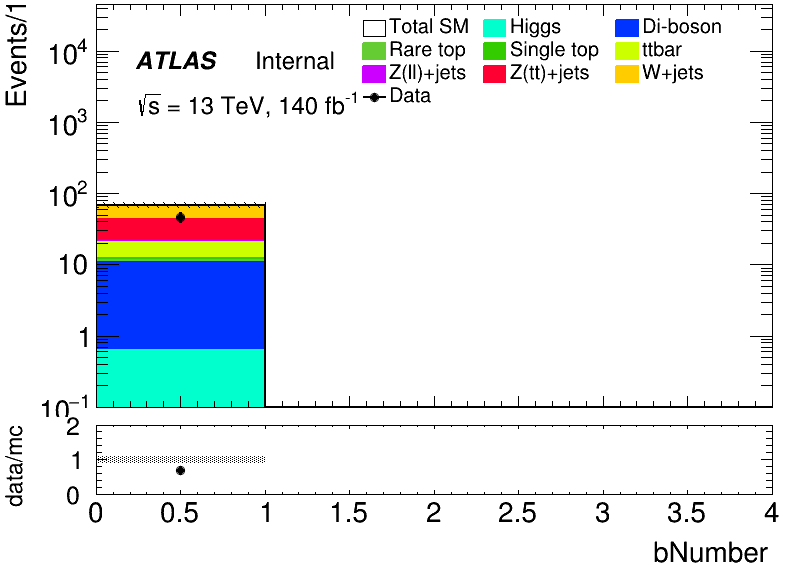 Events/1
10⁴
10³
10²
10
1
10⁻¹
ATLAS Internal
√s = 13 TeV, 140 fb⁻¹
Total SM Higgs Di-boson
Rare top Single top ttbar
Z(ll)+jets Z(tt)+jets W+jets
Data
data/mc
2
1
0
0 0.5 1 1.5 2 2.5 3 3.5 4
bNumber